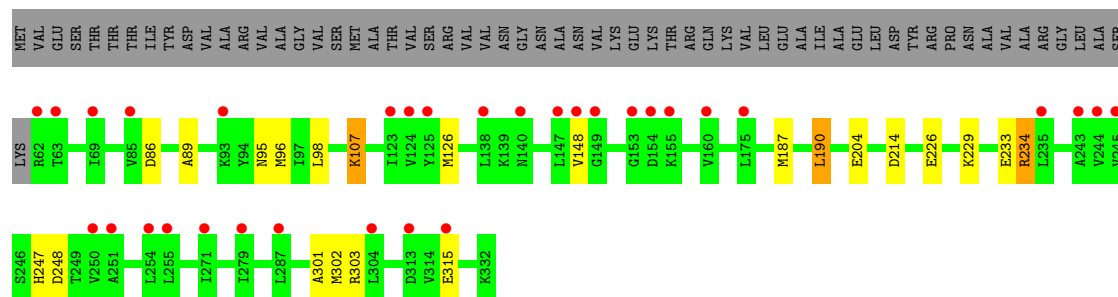 MET VAL GLU SER THR THR THR ILE TYR ASP VAL ALA ARG VAL ALA GLY VAL SER MET ALA THR VAL SER ARG VAL VAL ASN GLY ASN ALA ASN VAL LYS GLU LYS THR ARG GLN LYS VAL LEU GLU ALA ILE ALA GLU LEU ASP TYR ARG PRO ASN ALA VAL ALA ARG GLY LEU ALA SER
LYS R62 T63 I69 V85 D86 A89 K93 Y94 N95 M96 I97 L98 K107 I123 V124 Y125 M126 L138 K139 N140 L147 V148 G149 G153 D154 K155 V160 L175 M187 L190 E204 D214 E226 K229 E233 R234 L235 A243 V244
S246 H247 D248 T249 V250 A251 L254 L255 I271 I279 L287 A301 M302 R303 L304 D313 V314 E315 K332